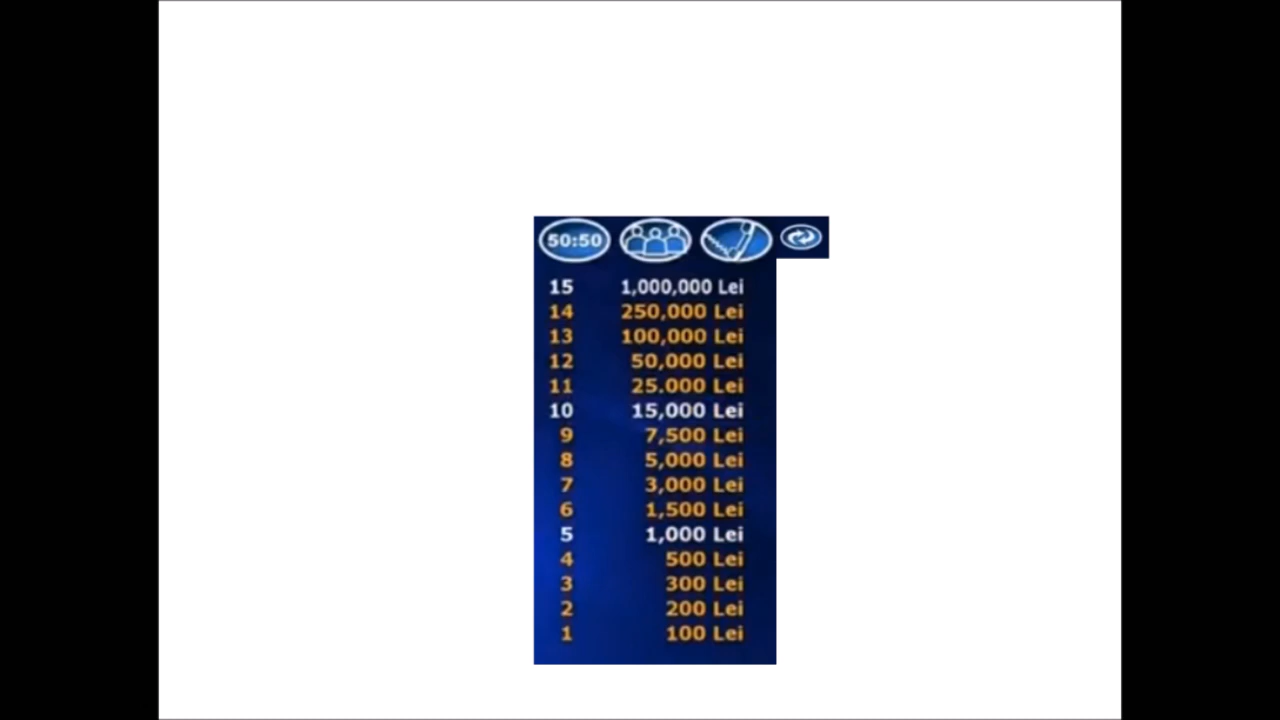 50:50
15 1,000,000 Lei
14 250,000 Lei
13 100,000 Lei
12 50,000 Lei
11 25.000 Lei
10 15,000 Lei
9 7,500 Lei
8 5,000 Lei
7 3,000 Lei
6 1,500 Lei
5 1,000 Lei
4 500 Lei
3 300 Lei
2 200 Lei
1 100 Lei